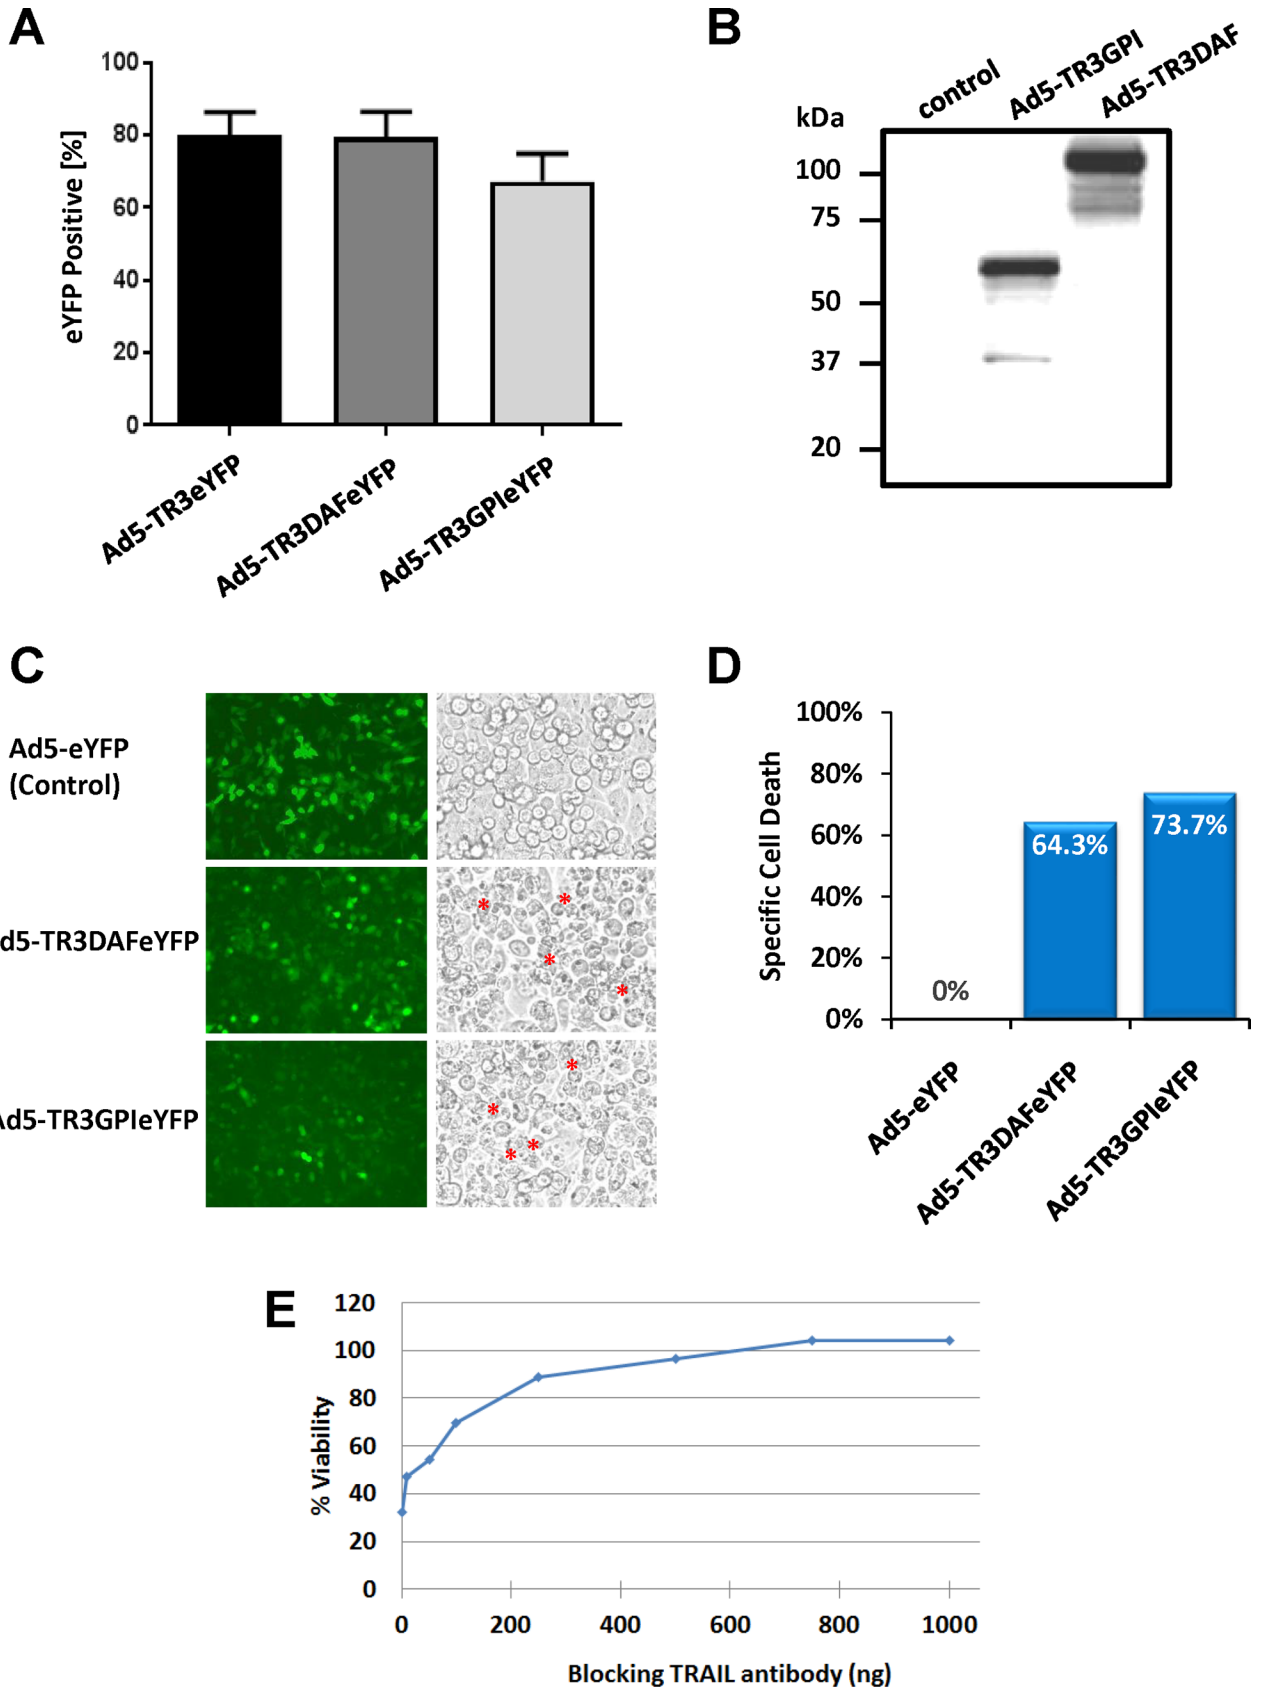 A
100
80
60
40
20
0
eYFP Positive [%]
Ad5-TR3eYFP
Ad5-TR3DAFeYFP
Ad5-TR3GPIeYFP
B
control
Ad5-TR3GPI
Ad5-TR3DAF
kDa
100
75
50
37
20
C
Ad5-eYFP
(Control)
d5-TR3DAFeYFP
Ad5-TR3GPIeYFP
*
*
*
*
*
*
*
*
D
100%
80%
60%
40%
20%
0%
Specific Cell Death
0%
64.3%
73.7%
Ad5-eYFP
Ad5-TR3DAFeYFP
Ad5-TR3GPIeYFP
E
120
100
80
60
40
20
0
% Viability
0
200
400
600
800
1000
Blocking TRAIL antibody (ng)